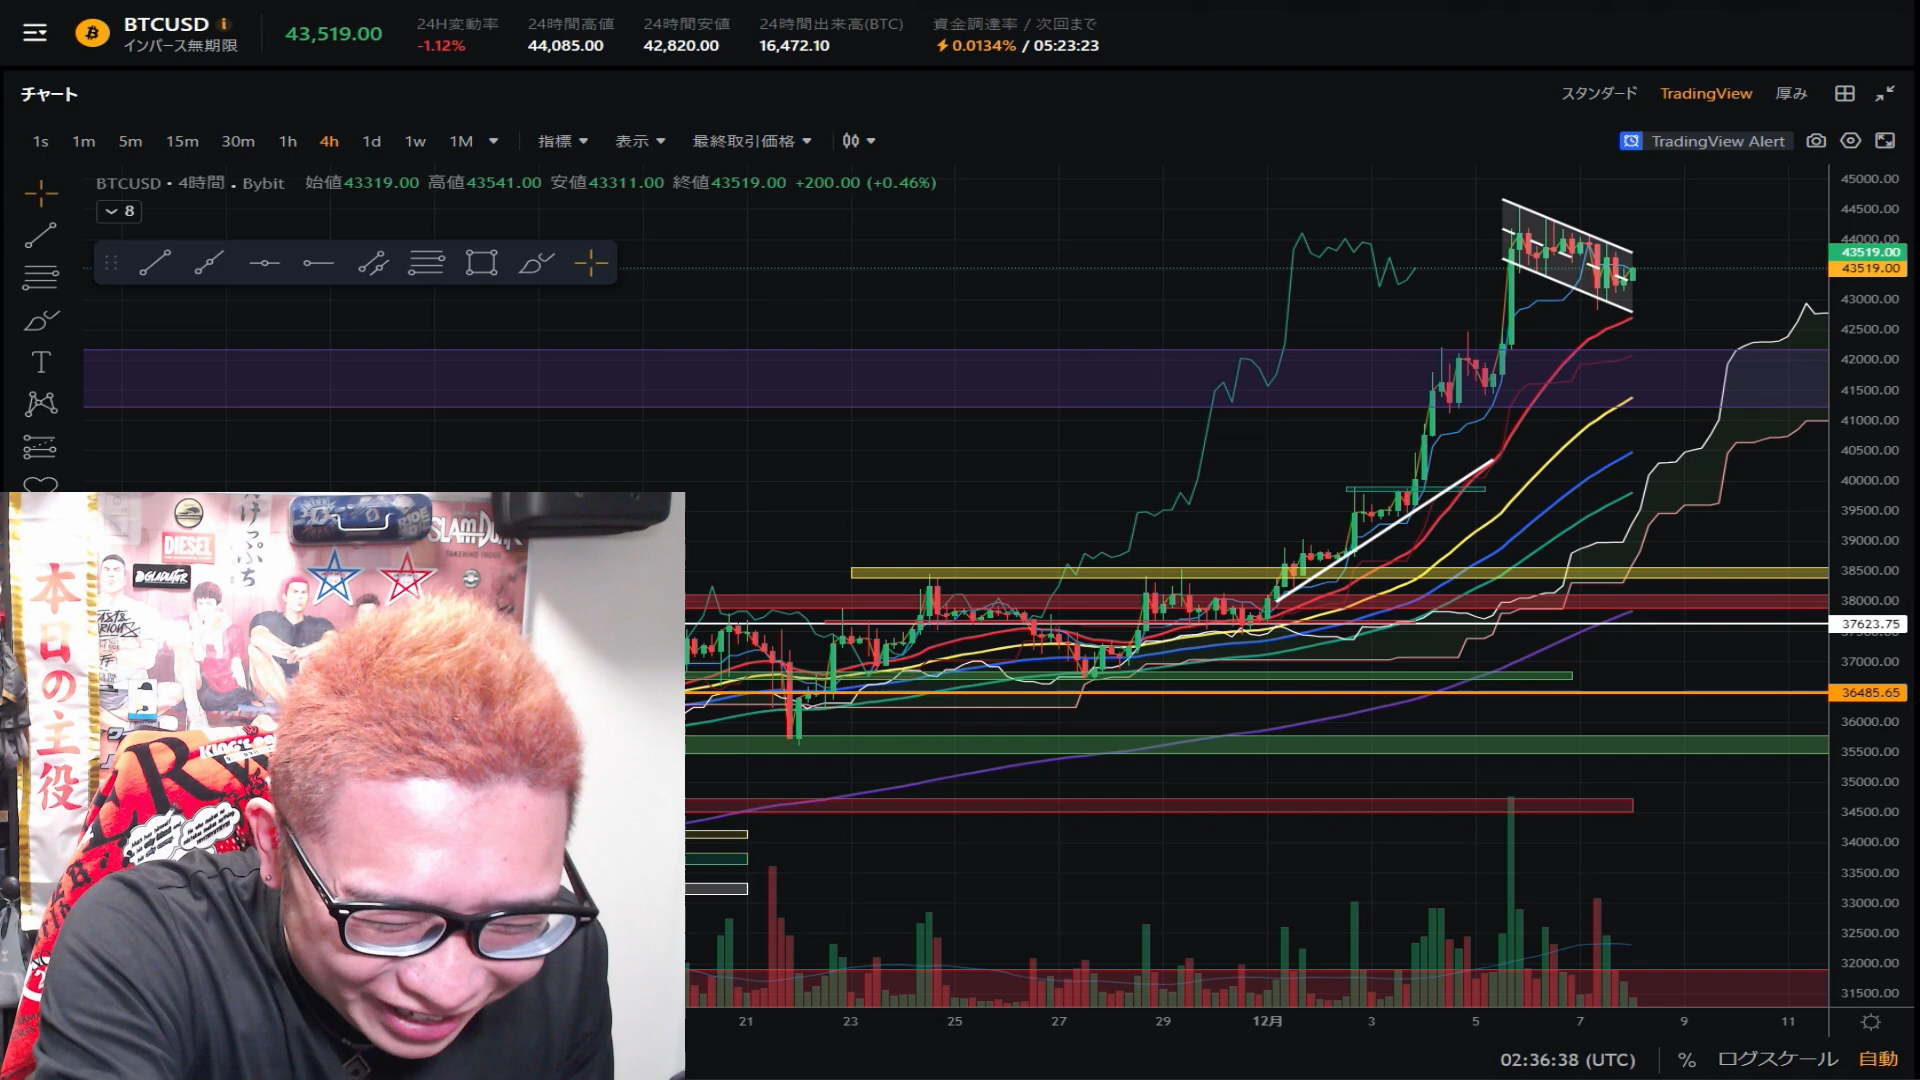 BTCUSD
インバース無期限
43,519.00
24H変動率
-1.12%
24時間高値
44,085.00
24時間安値
42,820.00
24時間出来高(BTC)
16,472.10
資金調達率 / 次回まで
0.0134% / 05:23:23
チャート
スタンダード TradingView 厚み
1s 1m 5m 15m 30m 1h 4h 1d 1w 1M 指標 表示 最終取引価格
TradingView Alert
BTCUSD • 4時間 • Bybit 始値43319.00 高値43541.00 安値43311.00 終値43519.00 +200.00 (+0.46%)
8
45000.00
44500.00
44000.00
43519.00
43519.00
43000.00
42500.00
42000.00
41500.00
41000.00
40500.00
40000.00
39500.00
39000.00
38500.00
38000.00
37623.75
37000.00
36485.65
36000.00
35500.00
35000.00
34500.00
34000.00
33500.00
33000.00
32500.00
32000.00
31500.00
本日の主役
DIESEL
GLADIATOR
SLAM DUNK
TAKEHIKO INOUE
RIDE
21 23 25 27 29 12月 3 5 7 9 11
02:36:38 (UTC) % ログスケール 自動